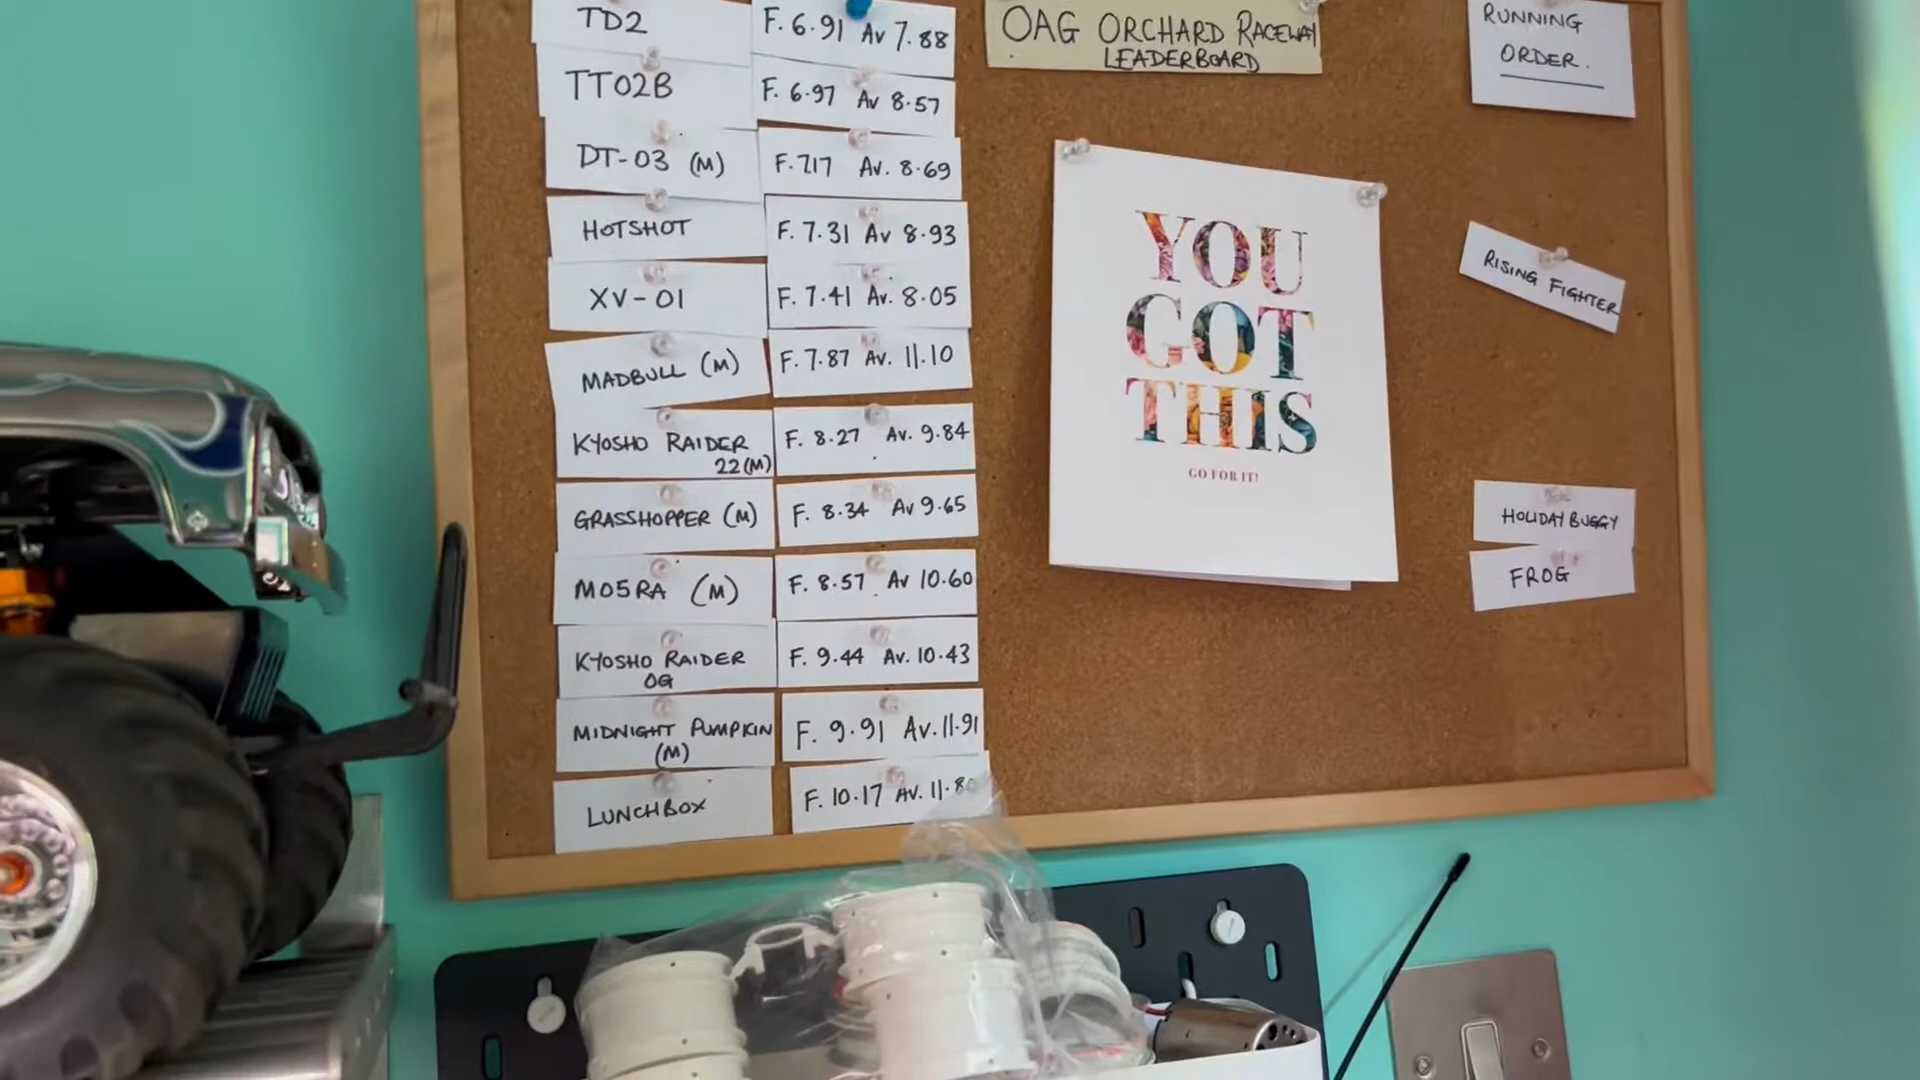 TD2 F. 6.91 Av 7.88
TT02B F. 6.97 Av 8.57
DT-03 (M) F. 7.17 Av. 8.69
HOTSHOT F. 7.31 Av 8.93
XV-01 F. 7.41 Av. 8.05
MADBULL (M) F. 7.87 Av. 11.10
KYOSHO RAIDER F. 8.27 Av. 9.84
22(M)
GRASSHOPPER (M) F. 8.34 Av 9.65
M05RA (M) F. 8.57 Av 10.60
KYOSHO RAIDER F. 9.44 Av. 10.43
OG
MIDNIGHT PUMPKIN F. 9.91 Av. 11.91
(M)
LUNCHBOX F. 10.17 Av.
OAG ORCHARD RACEWAY
LEADERBOARD
YOU
GOT
THIS
GO FOR IT!
RUNNING
ORDER.
RISING FIGHTER
HOLIDAY BUGGY
FROG